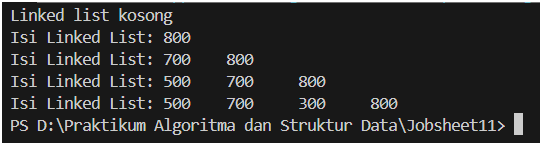 Linked list kosong
Isi Linked List: 800
Isi Linked List: 700 800
Isi Linked List: 500 700 800
Isi Linked List: 500 700 300 800
PS D:\Praktikum Algoritma dan Struktur Data\Jobsheet11>